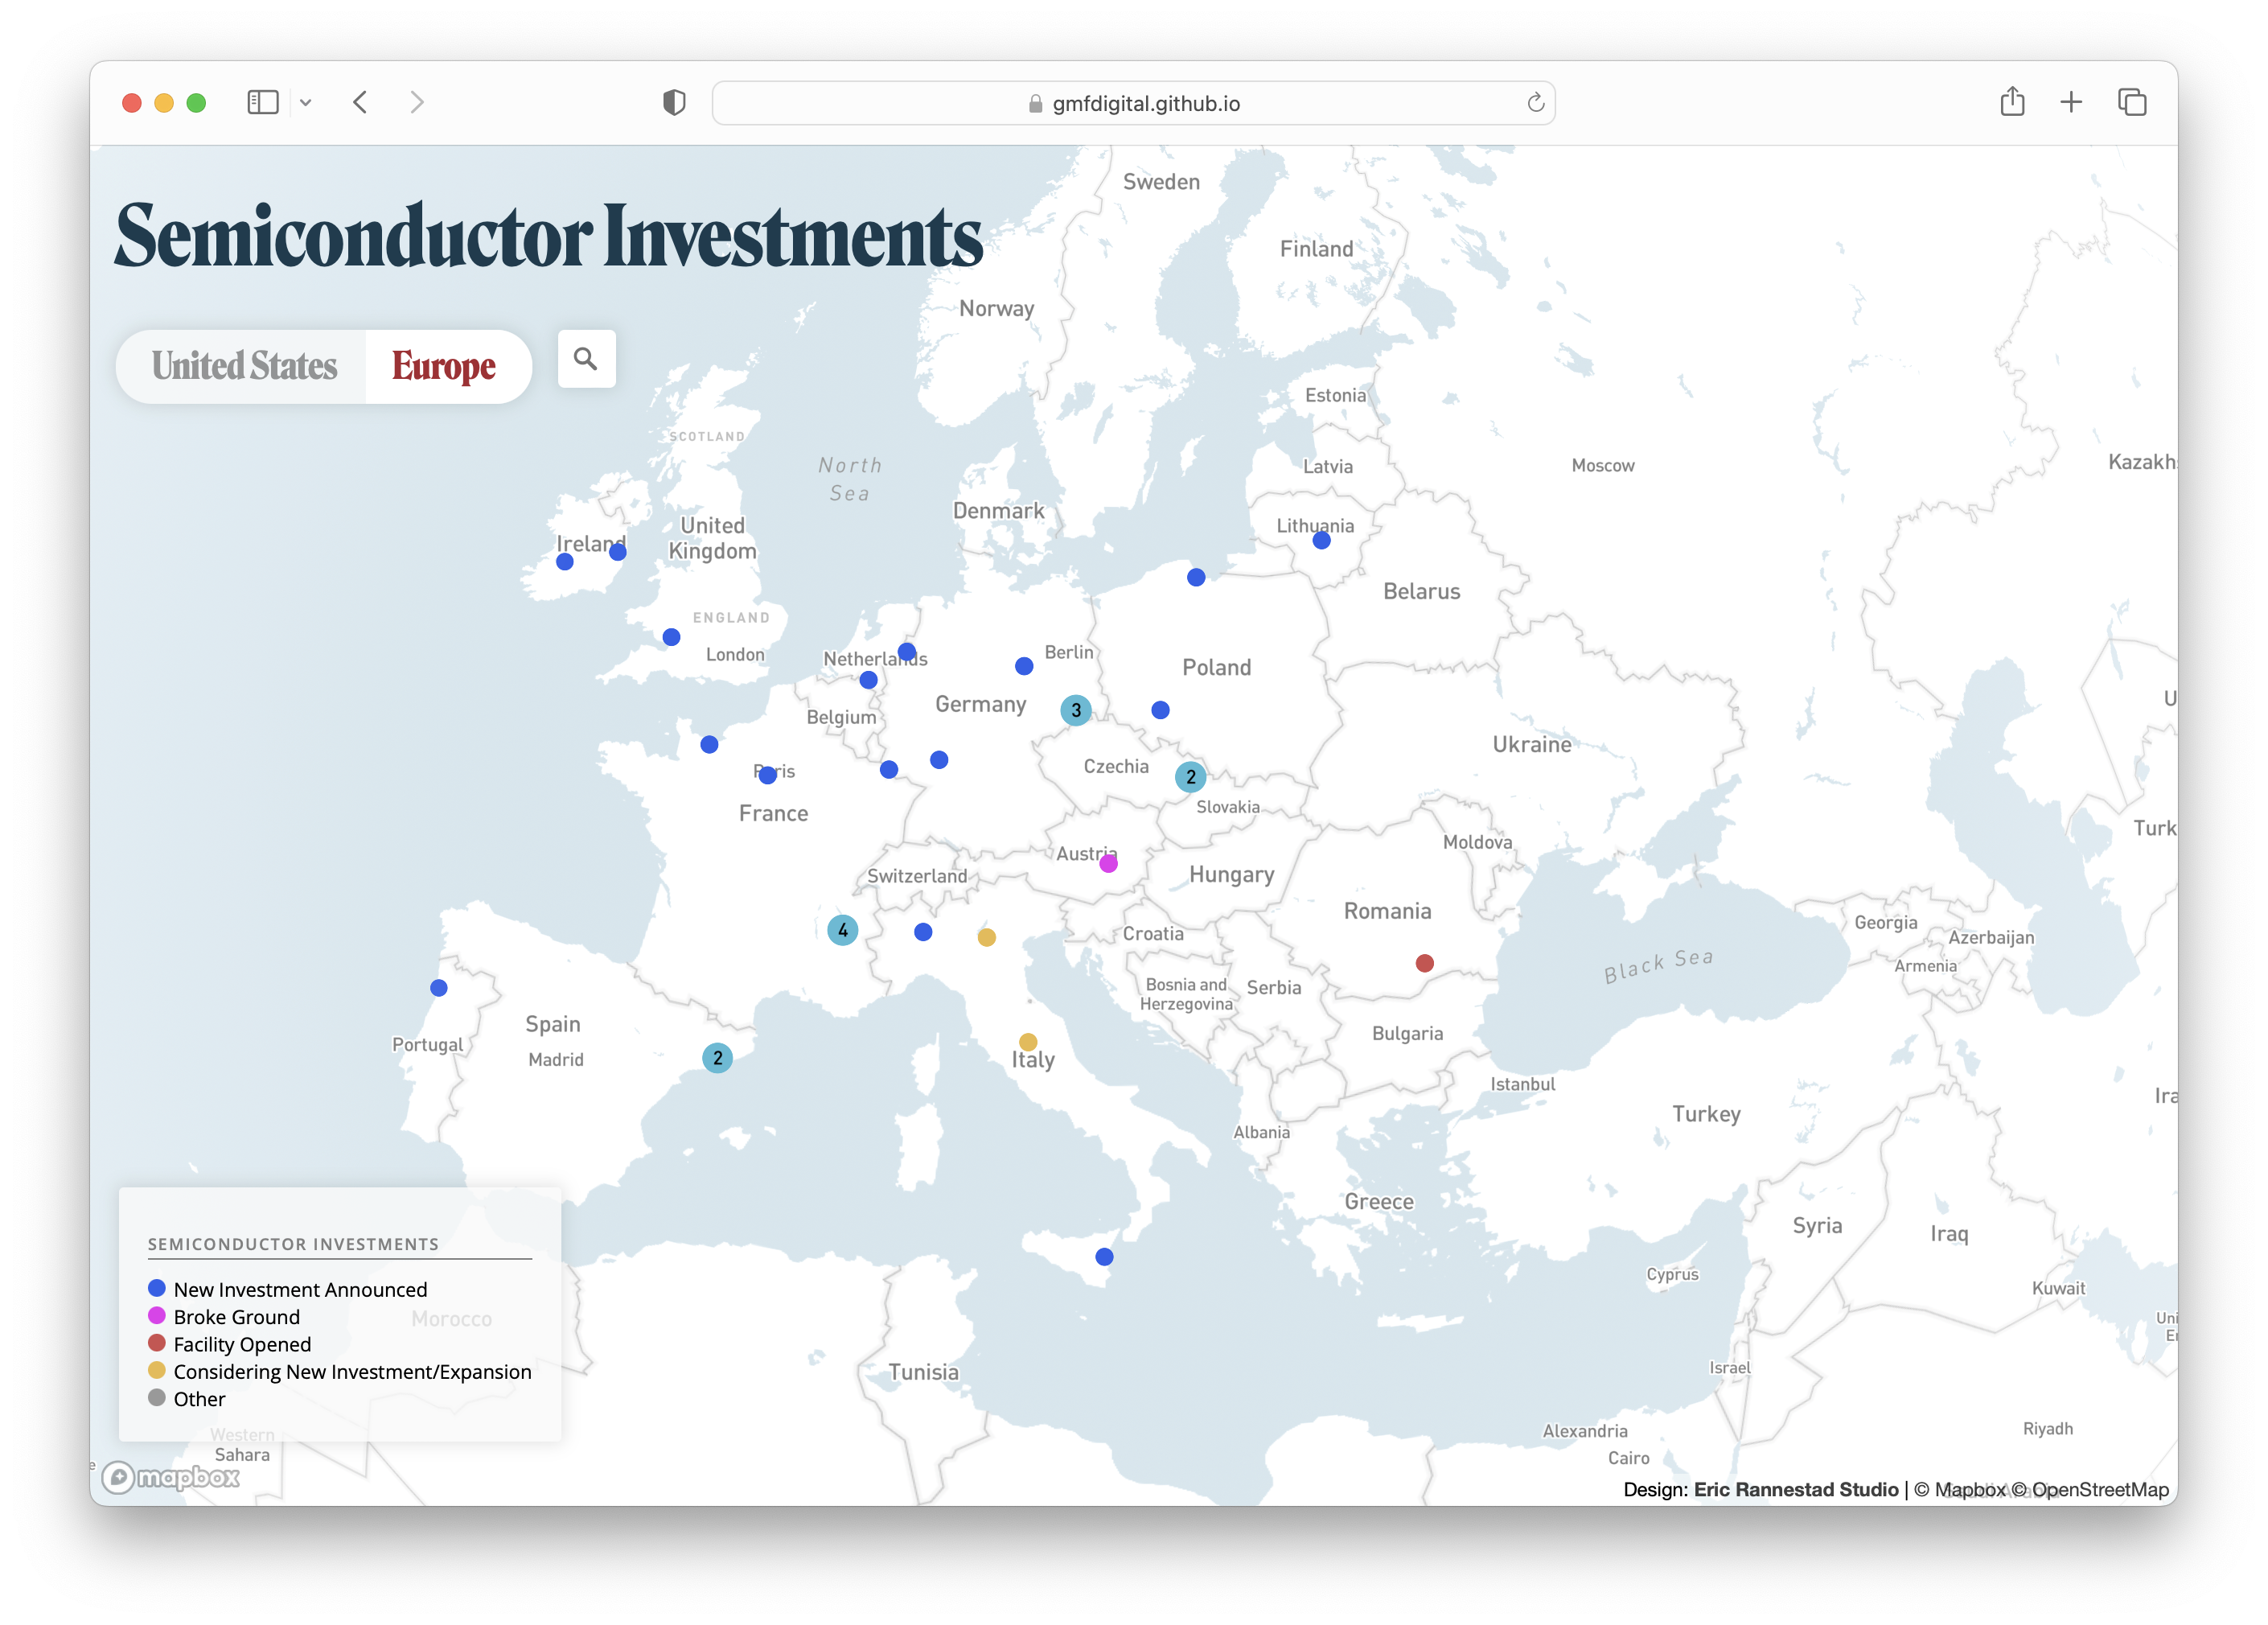 gmfdigital.github.io
Semiconductor Investments
United States
Europe
Sweden
Finland
Norway
Estonia
SCOTLAND
North
Sea
Latvia
Moscow
Kazakh
Denmark
Lithuania
United
Kingdom
Ireland
Belarus
ENGLAND
London
Netherlands
Berlin
Poland
Germany
3
Belgium
U
Ukraine
Paris
Czechia
2
Slovakia
France
Turk
Moldova
Austria
Switzerland
Hungary
Romania
4
Croatia
Georgia
Azerbaijan
Armenia
Black Sea
Bosnia and
Herzegovina
Serbia
Spain
Portugal
Madrid
2
Italy
Bulgaria
Istanbul
Turkey
Ira
Albania
Greece
Syria
Iraq
Cyprus
Kuwait
Uni
Israel
Tunisia
Riyadh
Alexandria
Cairo
SEMICONDUCTOR INVESTMENTS
New Investment Announced
Broke Ground
Morocco
Facility Opened
Considering New Investment/Expansion
Other
Western
Sahara
e
mapbox
Design: Eric Rannestad Studio | © Mapbox © OpenStreetMap